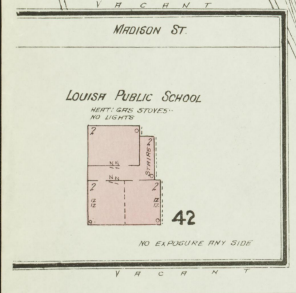 VACANT
MADISON ST.
LOUISA PUBLIC SCHOOL
HEAT: GAS STOVES--
NO LIGHTS
2
STAIRS
2
2
42
NO EXPOSURE ANY SIDE
VACANT